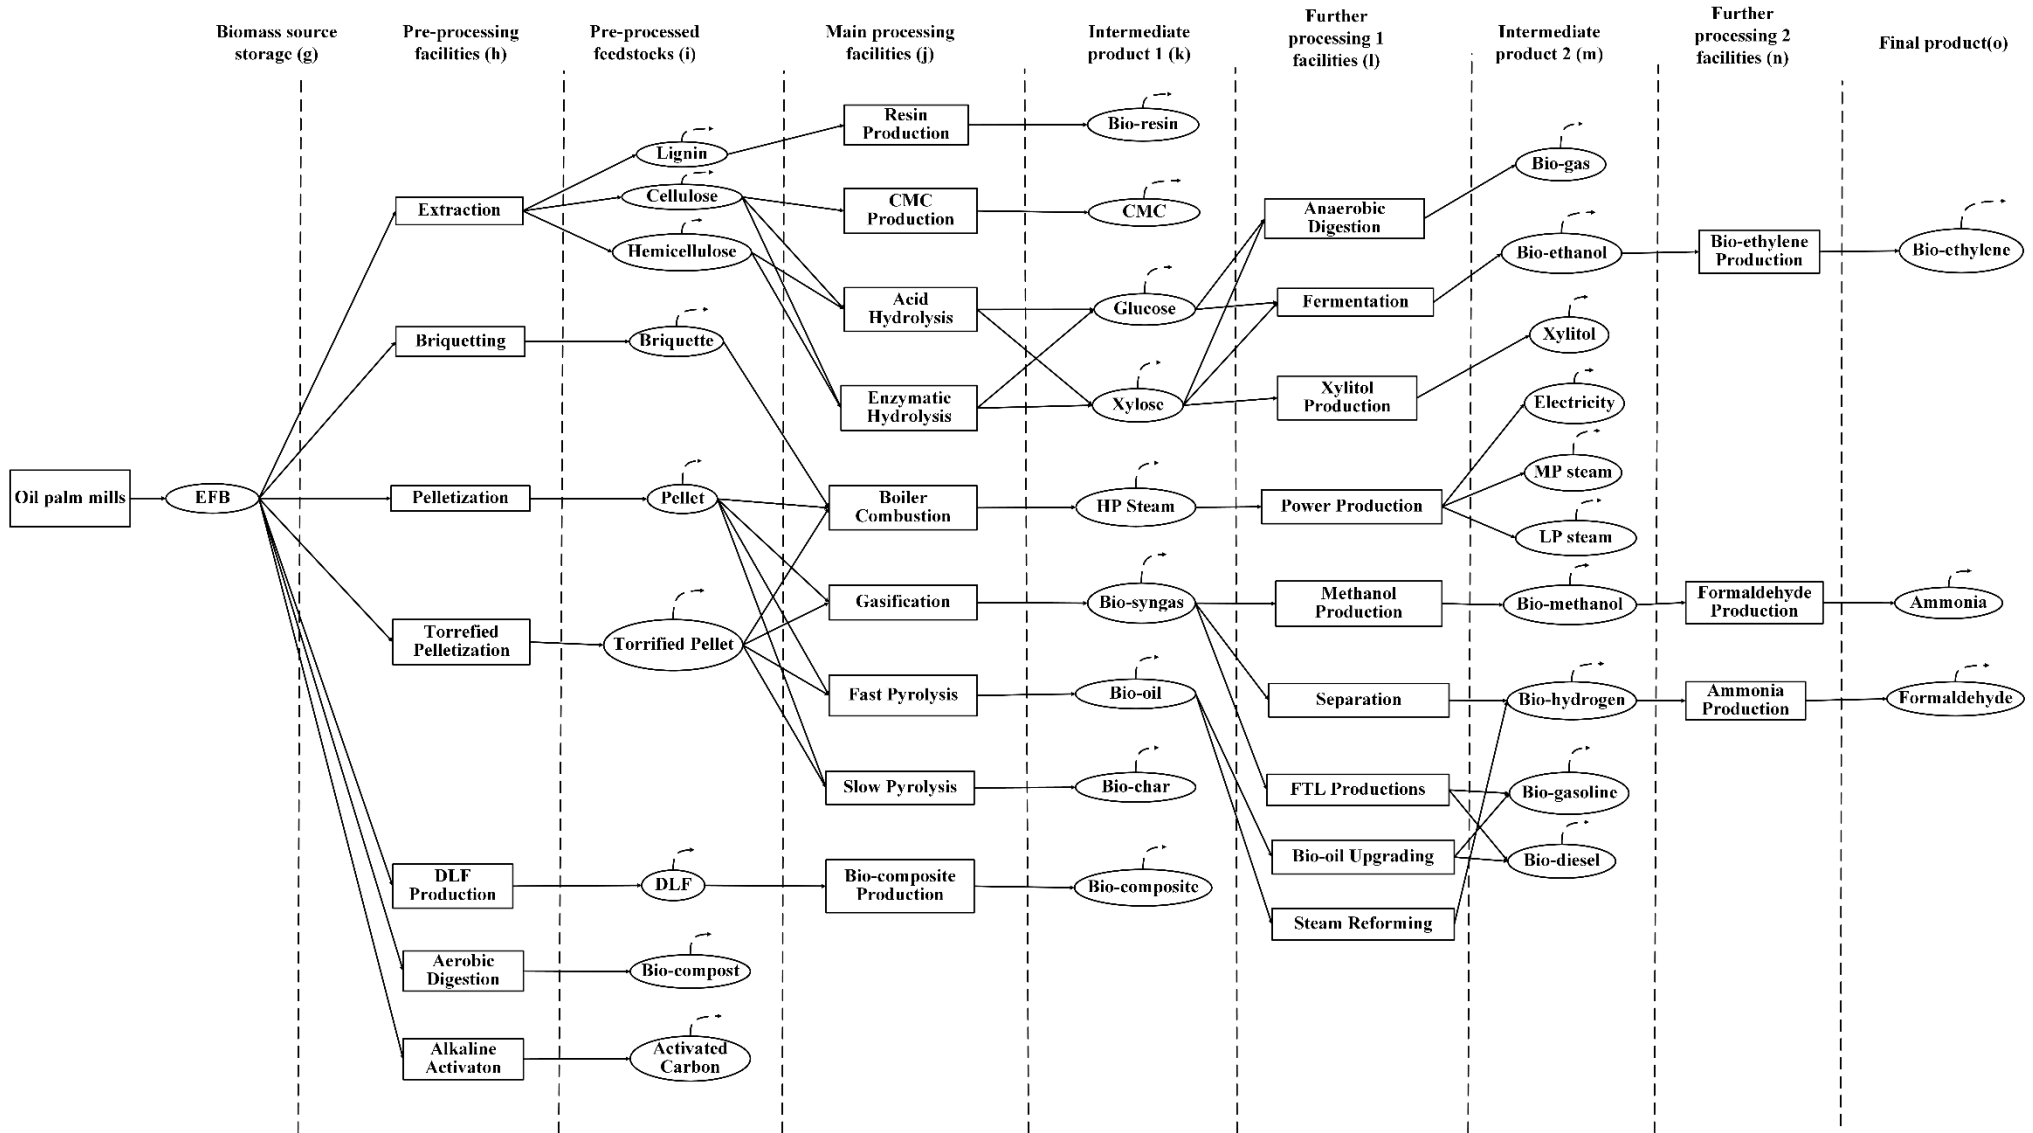 Biomass source
storage (g)
Pre-processing
facilities (h)
Pre-processed
feedstocks (i)
Main processing
facilities (j)
Intermediate
product 1 (k)
Further
processing 1
facilities (l)
Intermediate
product 2 (m)
Further
processing 2
facilities (n)
Final product(o)
Oil palm mills
EFB
Extraction
Briquetting
Pelletization
Torrefied
Pelletization
DLF
Production
Aerobic
Digestion
Alkaline
Activaton
Lignin
Cellulose
Hemicellulose
Briquette
Pellet
Torrified Pellet
DLF
Bio-compost
Activated
Carbon
Resin
Production
CMC
Production
Acid
Hydrolysis
Enzymatic
Hydrolysis
Boiler
Combustion
Gasification
Fast Pyrolysis
Slow Pyrolysis
Bio-composite
Production
Bio-resin
CMC
Glucose
Xylose
HP Steam
Bio-syngas
Bio-oil
Bio-char
Bio-composite
Anaerobic
Digestion
Fermentation
Xylitol
Production
Power Production
Methanol
Production
Separation
FTL Productions
Bio-oil Upgrading
Steam Reforming
Bio-gas
Bio-ethanol
Xylitol
Electricity
MP steam
LP steam
Bio-methanol
Bio-hydrogen
Bio-gasoline
Bio-diesel
Bio-ethylene
Production
Formaldehyde
Production
Ammonia
Production
Bio-ethylene
Ammonia
Formaldehyde